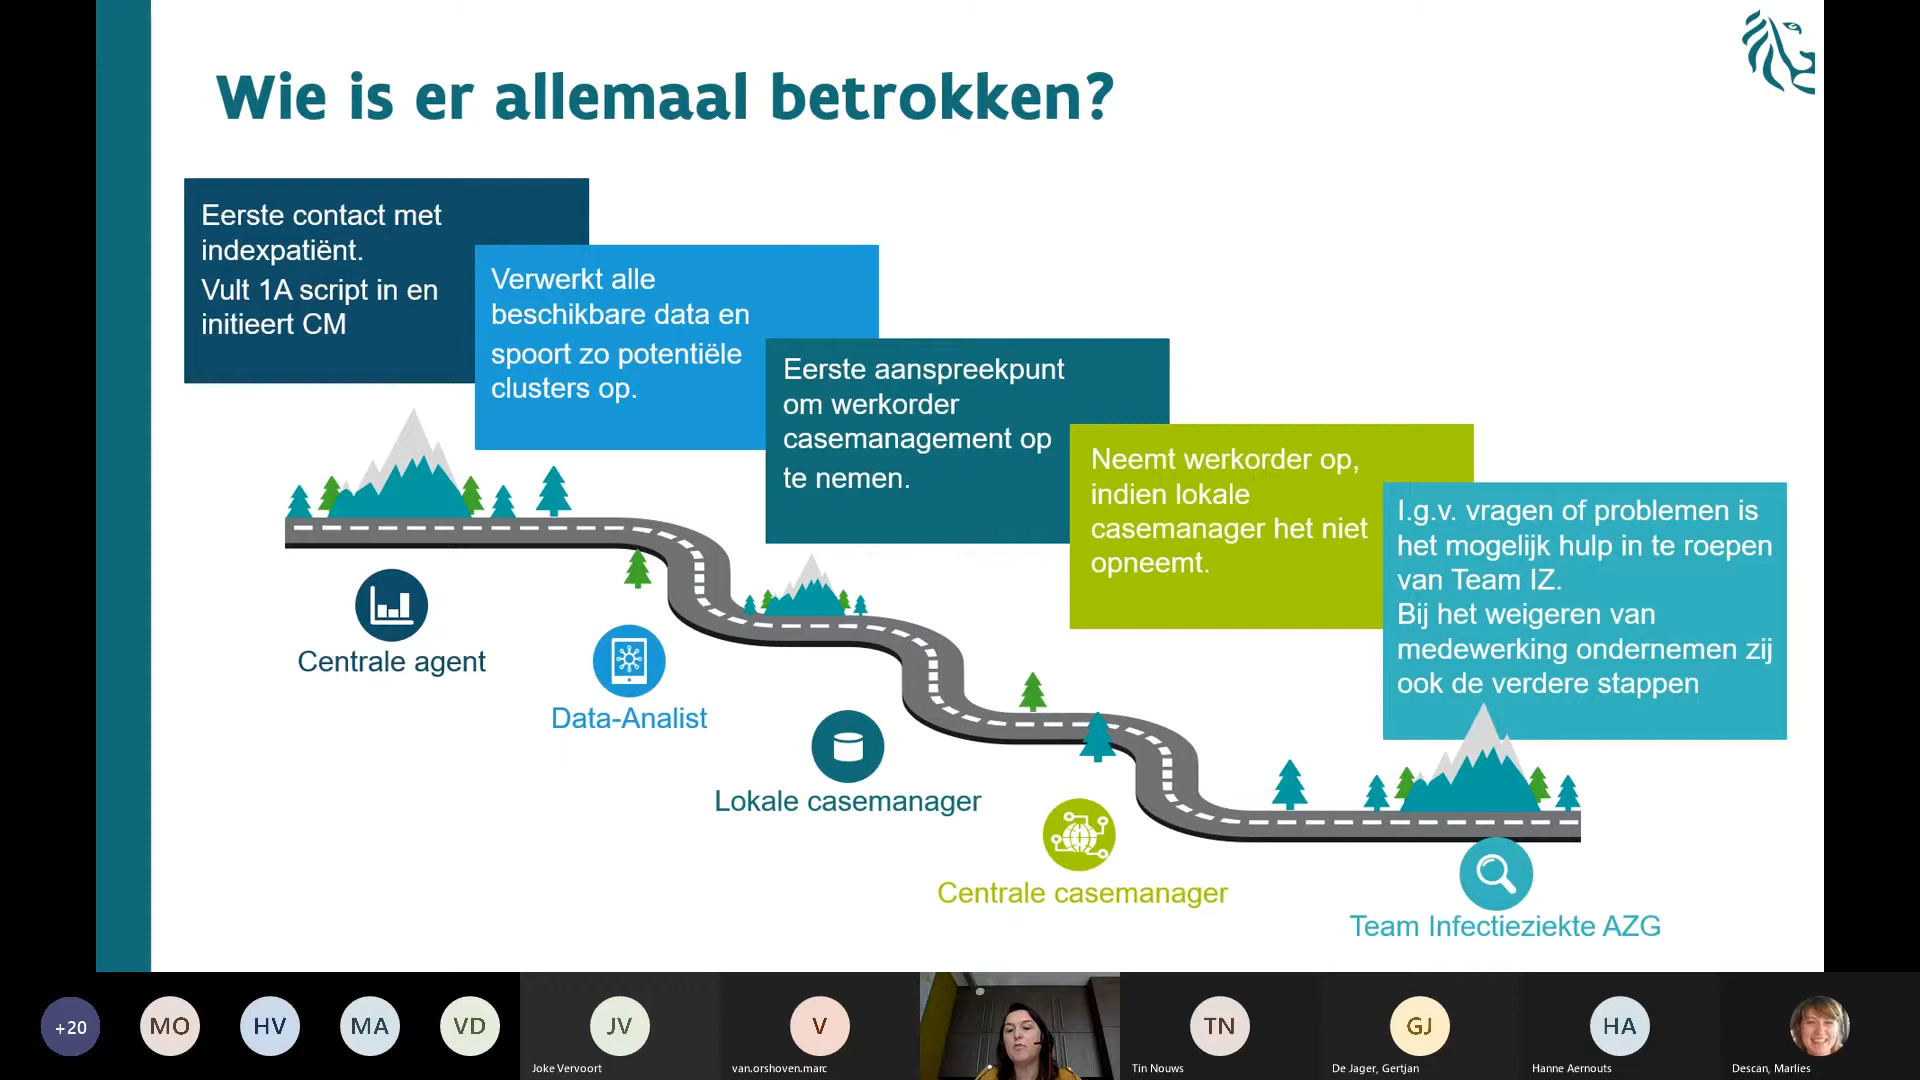 Wie is er allemaal betrokken?
Eerste contact met
indexpatiënt.
Vult 1A script in en
initieert CM
Verwerkt alle
beschikbare data en
spoort zo potentiële
clusters op.
Eerste aanspreekpunt
om werkorder
casemanagement op
te nemen.
Neemt werkorder op,
indien lokale
casemanager het niet
opneemt.
I.g.v. vragen of problemen is
het mogelijk hulp in te roepen
van Team IZ.
Bij het weigeren van
medewerking ondernemen zij
ook de verdere stappen
Centrale agent
Data-Analist
Lokale casemanager
Centrale casemanager
Team Infectieziekte AZG
+20
MO
HV
MA
VD
JV
Joke Vervoort
V
van.orshoven.marc
TN
Tin Nouws
GJ
De Jager, Gertjan
HA
Hanne Aernouts
Descan, Marlies